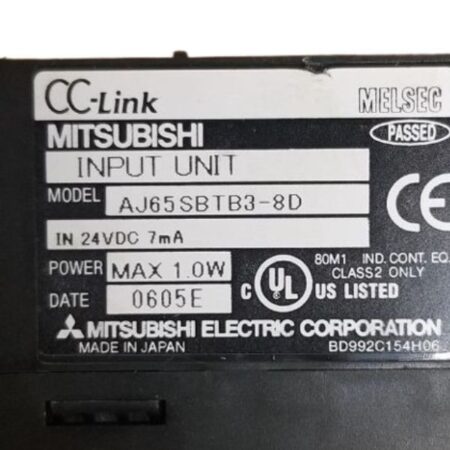 CC-Link MELSEC
MITSUBISHI PASSED
INPUT UNIT
MODEL AJ65SBTB3-8D
CE
IN 24VDC 7mA
POWER MAX 1.0W
80M1 IND. CONT. EQ.
CLASS2 ONLY
C UL US LISTED
DATE 0605E
MITSUBISHI ELECTRIC CORPORATION
MADE IN JAPAN BD992C154H06